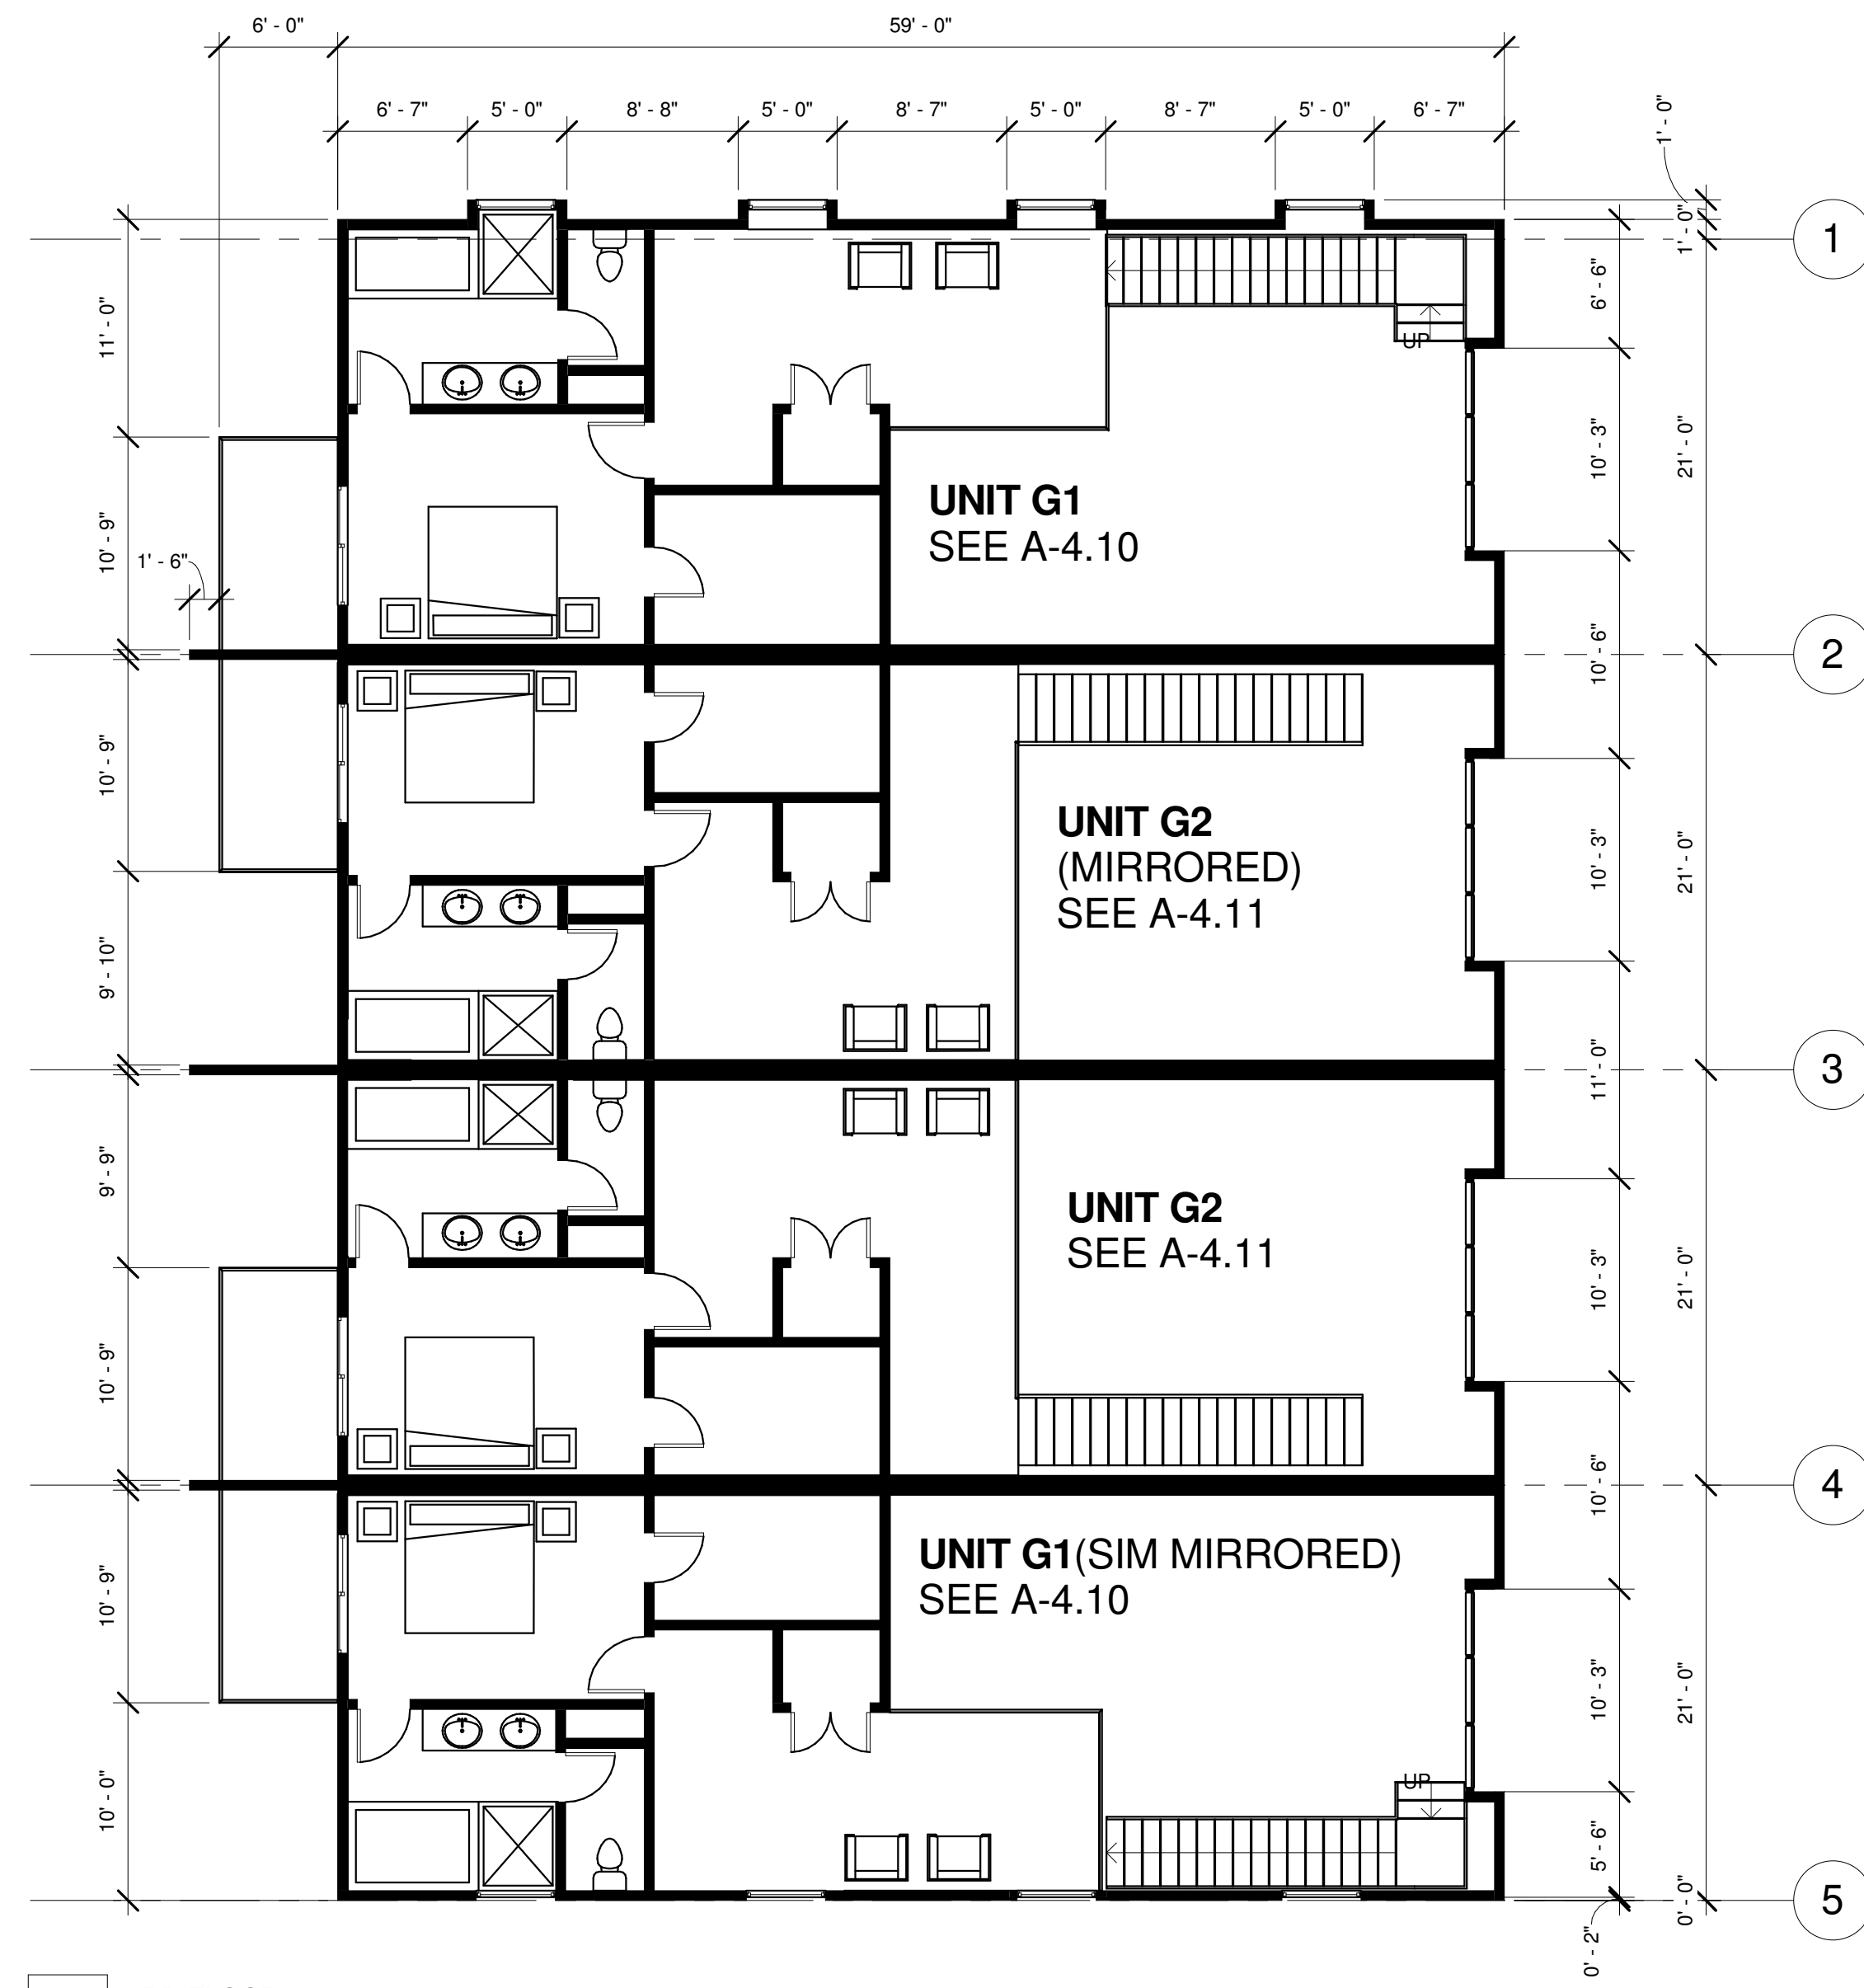 6' - 0"
59' - 0"
6' - 7"
5' - 0"
8' - 8"
5' - 0"
8' - 7"
5' - 0"
8' - 7"
5' - 0"
6' - 7"
1' - 0"
1' - 0"
1
11' - 0"
6' - 6"
UP
10' - 3"
21' - 0"
UNIT G1
SEE A-4.10
10' - 9"
1' - 6"
10' - 6"
2
10' - 9"
UNIT G2
(MIRRORED)
SEE A-4.11
10' - 3"
21' - 0"
9' - 10"
11' - 0"
3
9' - 9"
UNIT G2
SEE A-4.11
10' - 3"
21' - 0"
10' - 9"
10' - 6"
4
UNIT G1(SIM MIRRORED)
SEE A-4.10
10' - 9"
10' - 3"
21' - 0"
UP
10' - 0"
5' - 6"
0' - 0"
5
0' - 2"